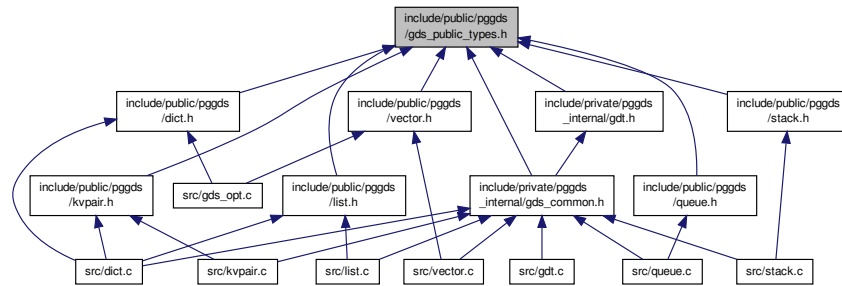 include/public/pggds
/gds_public_types.h
include/public/pggds
/dict.h
include/public/pggds
/vector.h
include/private/pggds
_internal/gdt.h
include/public/pggds
/stack.h
include/public/pggds
/kvpair.h
src/gds_opt.c
include/public/pggds
/list.h
include/private/pggds
_internal/gds_common.h
include/public/pggds
/queue.h
src/dict.c
src/kvpair.c
src/list.c
src/vector.c
src/gdt.c
src/queue.c
src/stack.c